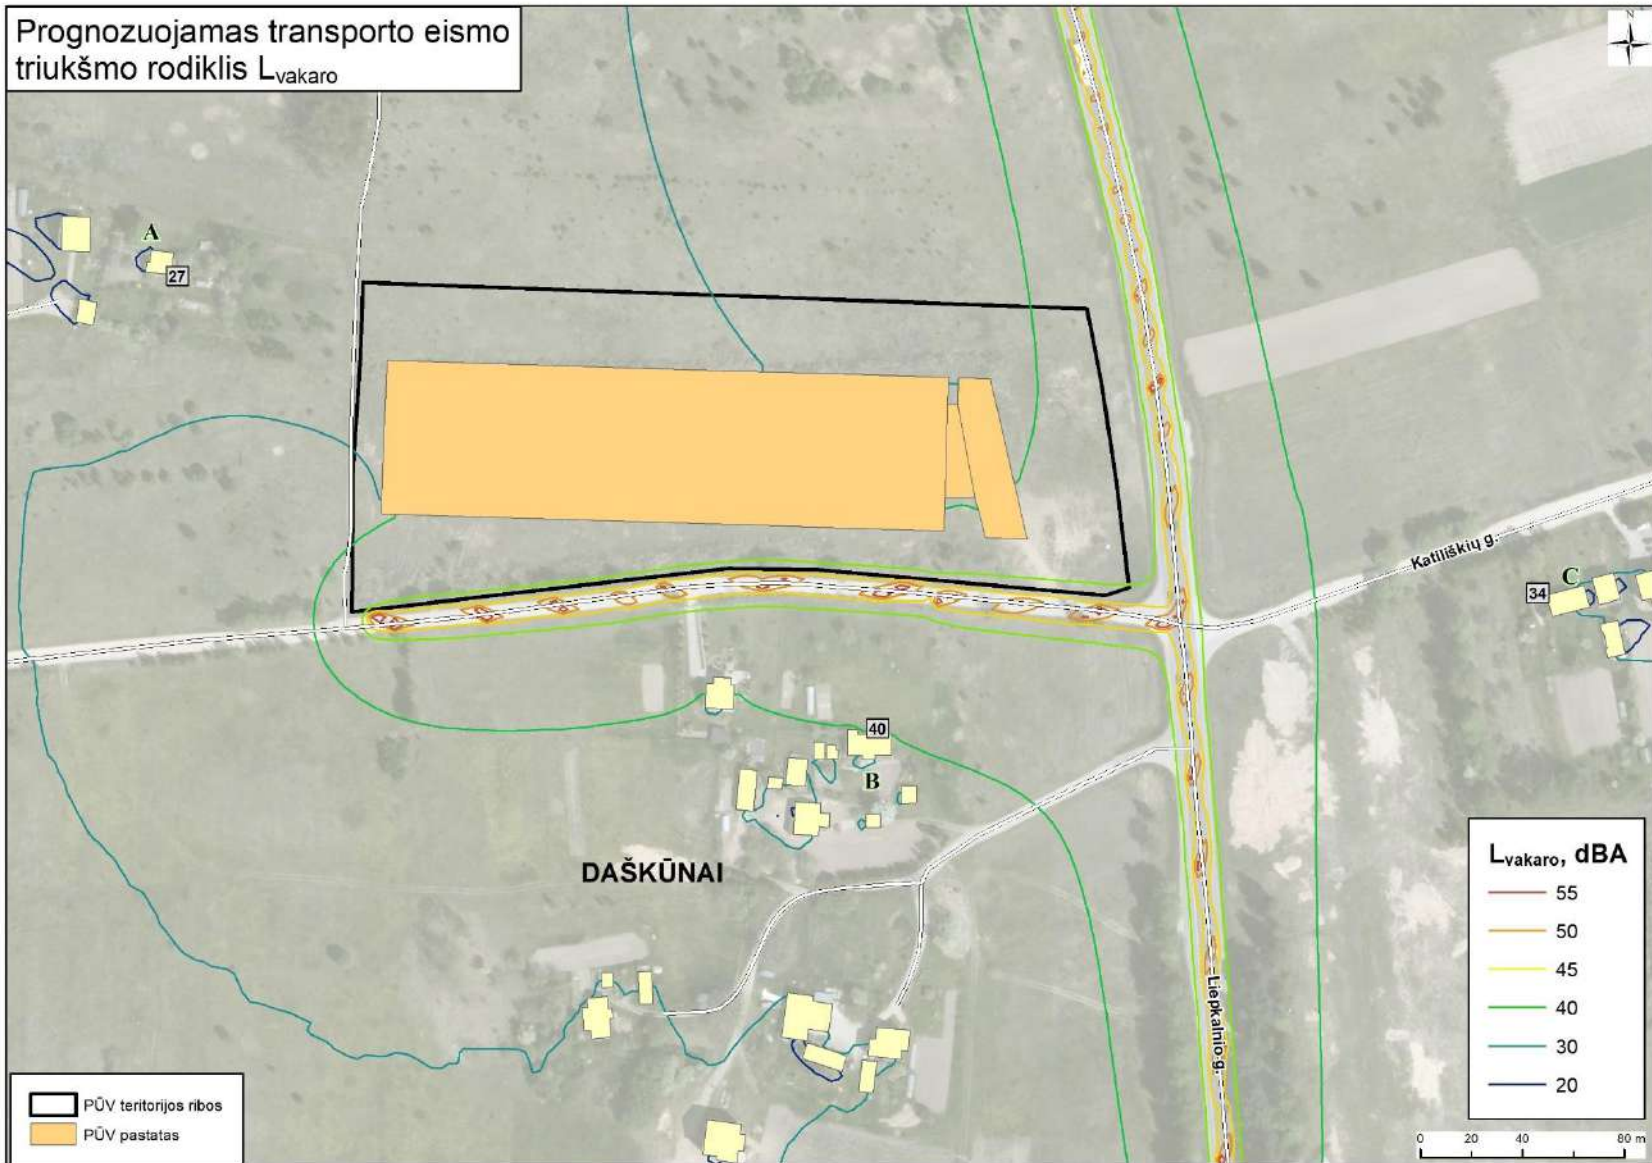 Prognozuojamas transporto eismo
triukšmo rodiklis Lvakaro
N
A
27
Katiliškių g.
C
34
40
B
DAŠKŪNAI
Liepkalnio g.
Lvakaro, dBA
55
50
45
40
30
20
PŪV teritorijos ribos
PŪV pastatas
0 20 40 80 m